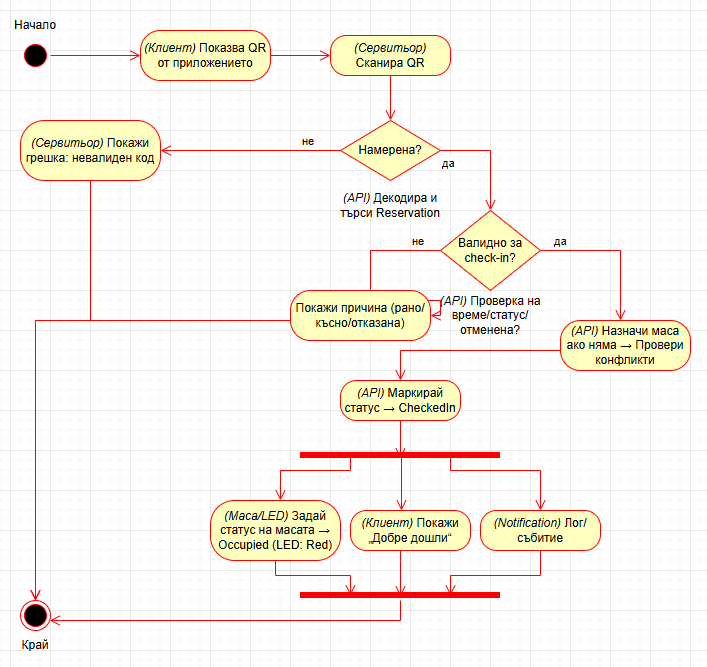 Начало
(Клиент) Показва QR
от приложението
(Сервитьор)
Сканира QR
(Сервитьор) Покажи
грешка: невалиден код
не
Намерена?
да
(API) Декодира и
търси Reservation
не
Валидно за
check-in?
да
Покажи причина (рано/
късно/отказана)
(API) Проверка на
време/статус/
отменена?
(API) Назначи маса
ако няма → Провери
конфликти
(API) Маркирай
статус → CheckedIn
(Маса/LED) Задай
статус на масата →
Occupied (LED: Red)
(Клиент) Покажи
„Добре дошли“
(Notification) Лог/
събитие
Край